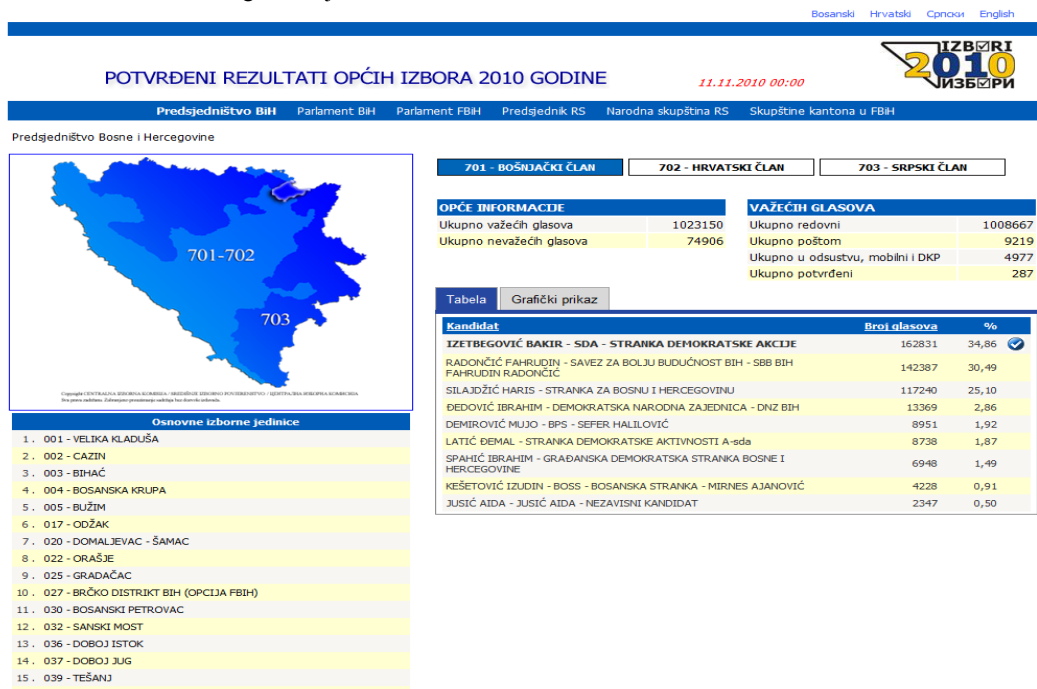 Bosanski Hrvatski Српски English
POTVRĐENI REZULTATI OPĆIH IZBORA 2010 GODINE
11.11.2010 00:00
IZBORI
2010
ИЗБОРИ
Predsjedništvo BiH Parlament BiH Parlament FBiH Predsjednik RS Narodna skupština RS Skupštine kantona u FBiH
Predsjedništvo Bosne i Hercegovine
701-702
703
701 - BOŠNJAČKI ČLAN 702 - HRVATSKI ČLAN 703 - SRPSKI ČLAN
OPĆE INFORMACIJE
Ukupno važećih glasova 1023150
Ukupno nevažećih glasova 74906
VAŽEĆIH GLASOVA
Ukupno redovni 1008667
Ukupno poštom 9219
Ukupno u odsustvu, mobilni i DKP 4977
Ukupno potvrđeni 287
Tabela Grafički prikaz
Kandidat Broj glasova %
IZETBEGOVIĆ BAKIR - SDA - STRANKA DEMOKRATSKE AKCIJE 162831 34,86
RADONČIĆ FAHRUDIN - SAVEZ ZA BOLJU BUDUĆNOST BIH - SBB BIH
FAHRUDIN RADONČIĆ 142387 30,49
SILAJDŽIĆ HARIS - STRANKA ZA BOSNU I HERCEGOVINU 117240 25,10
ĐEDOVIĆ IBRAHIM - DEMOKRATSKA NARODNA ZAJEDNICA - DNZ BIH 13369 2,86
DEMIROVIĆ MUJO - BPS - SEFER HALILOVIĆ 8951 1,92
LATIĆ ĐEMAL - STRANKA DEMOKRATSKE AKTIVNOSTI A-sda 8738 1,87
SPAHIĆ IBRAHIM - GRAĐANSKA DEMOKRATSKA STRANKA BOSNE I
HERCEGOVINE 6948 1,49
KEŠETOVIĆ IZUDIN - BOSS - BOSANSKA STRANKA - MIRNES AJANOVIĆ 4228 0,91
JUSIĆ AIDA - JUSIĆ AIDA - NEZAVISNI KANDIDAT 2347 0,50
Osnovne izborne jedinice
1. 001 - VELIKA KLADUŠA
2. 002 - CAZIN
3. 003 - BIHAĆ
4. 004 - BOSANSKA KRUPA
5. 005 - BUŽIM
6. 017 - ODŽAK
7. 020 - DOMALJEVAC - ŠAMAC
8. 022 - ORAŠJE
9. 025 - GRADAČAC
10. 027 - BRČKO DISTRIKT BIH (OPCIJA FBIH)
11. 030 - BOSANSKI PETROVAC
12. 032 - SANSKI MOST
13. 036 - DOBOJ ISTOK
14. 037 - DOBOJ JUG
15. 039 - TEŠANJ